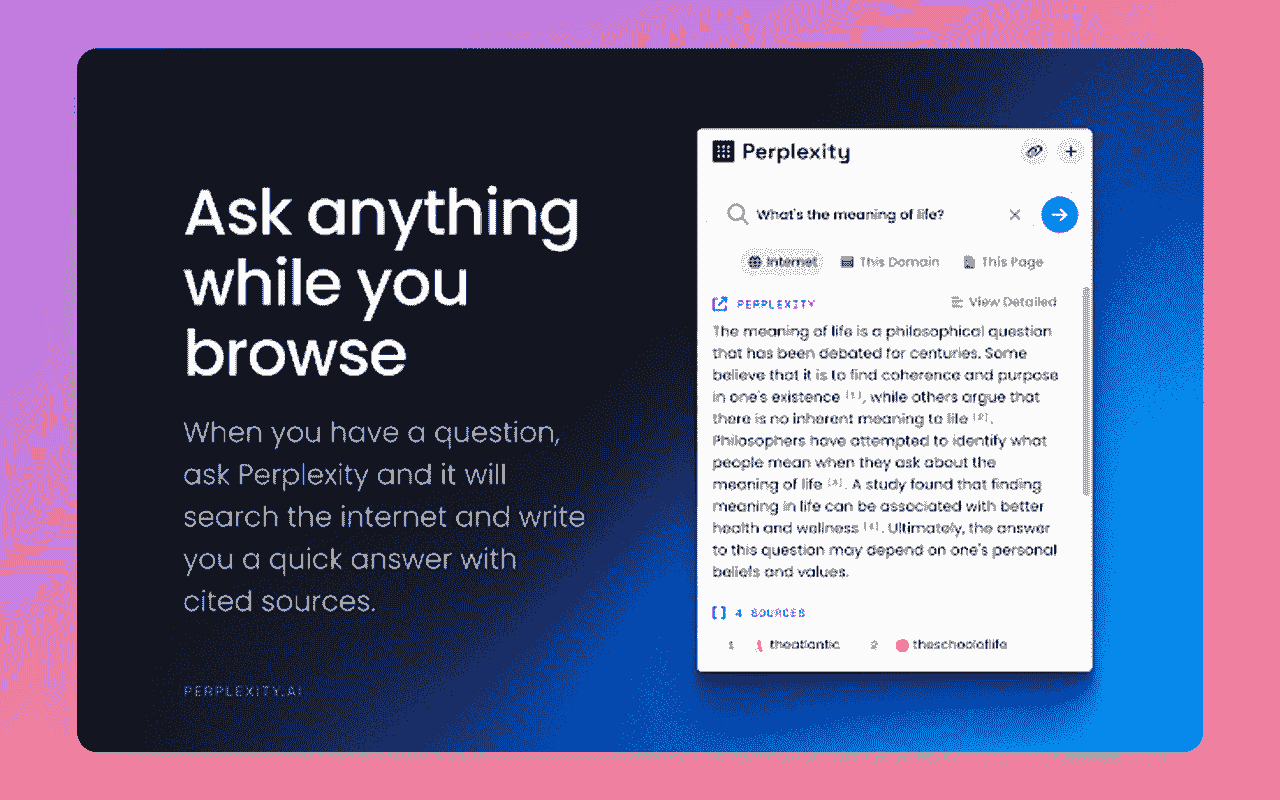 Ask anything
while you
browse
When you have a question,
ask Perplexity and it will
search the internet and write
you a quick answer with
cited sources.
PERPLEXITY.AI
Perplexity
What's the meaning of life?
Internet This Domain This Page
PERPLEXITY View Detailed
The meaning of life is a philosophical question
that has been debated for centuries. Some
believe that it is to find coherence and purpose
in one's existence [1], while others argue that
there is no inherent meaning to life [2].
Philosophers have attempted to identify what
people mean when they ask about the
meaning of life [3]. A study found that finding
meaning in life can be associated with better
health and wellness [4]. Ultimately, the answer
to this question may depend on one's personal
beliefs and values.
4 SOURCES
1 theatlantic 2 theschooloflife